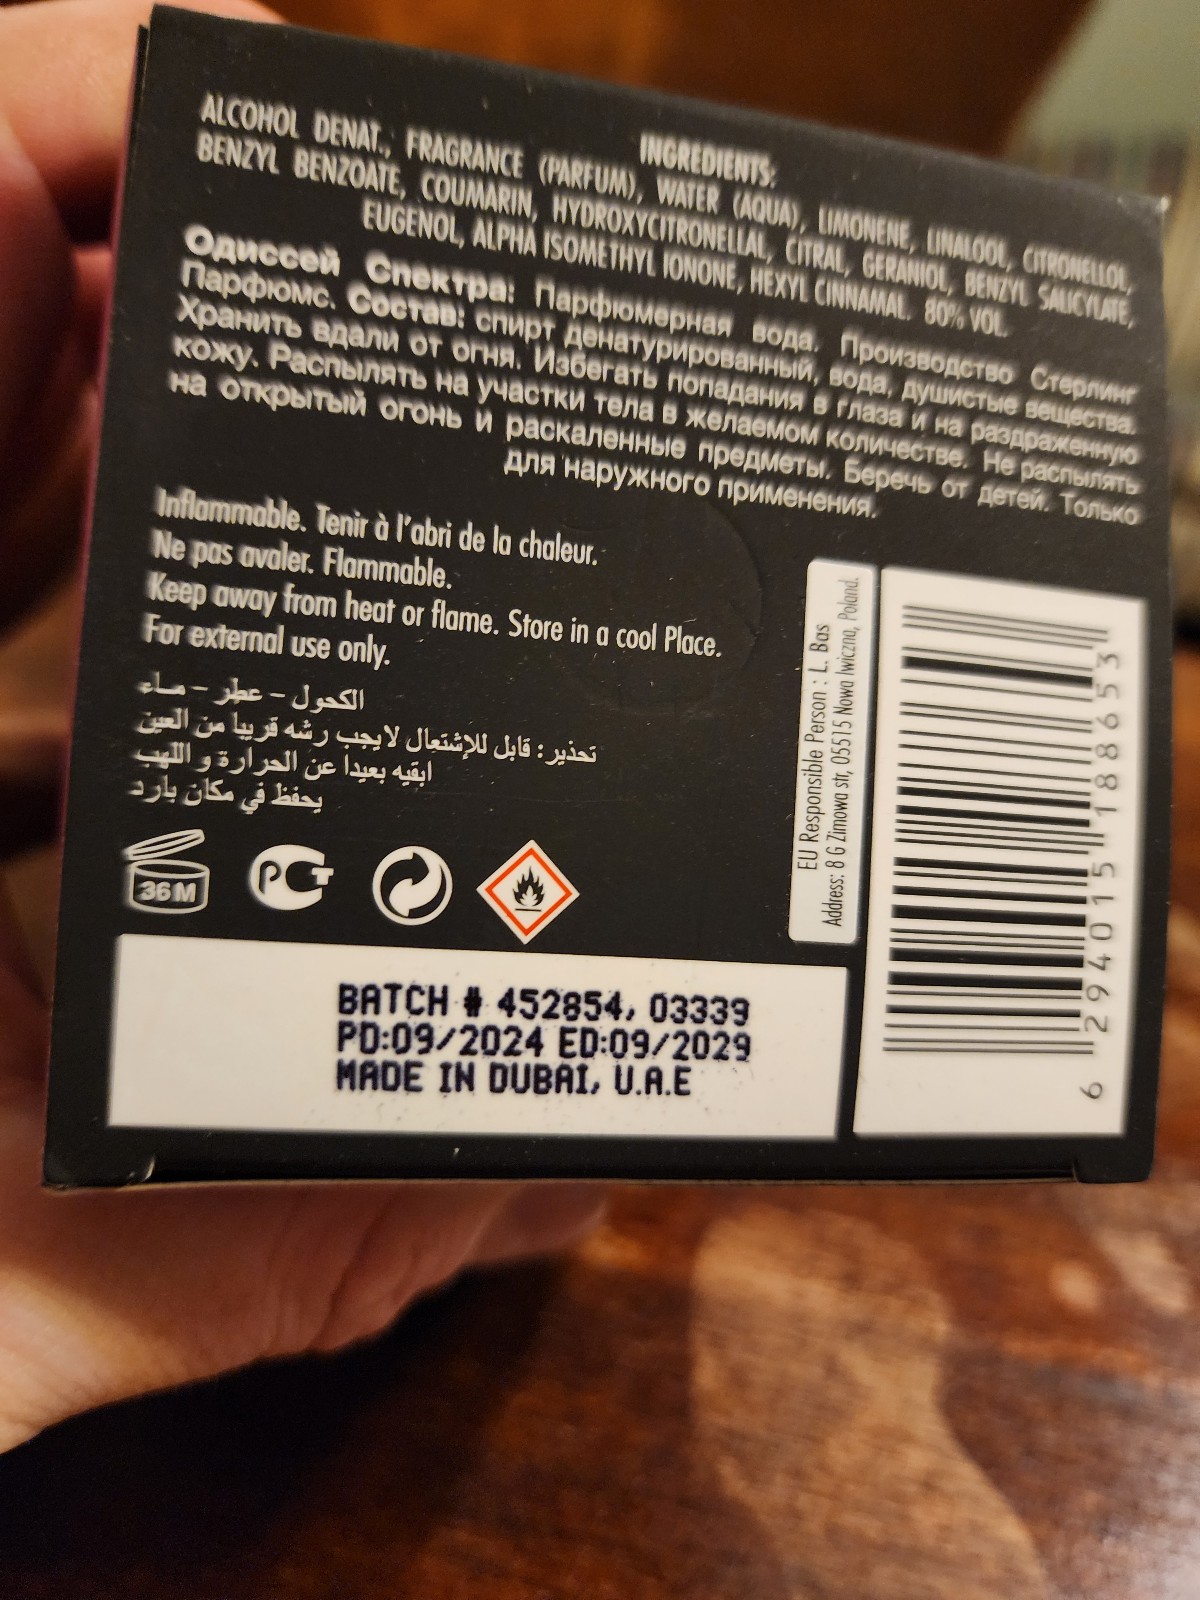 INGREDIENTS:
ALCOHOL DENAT., FRAGRANCE (PARFUM), WATER (AQUA), LIMONENE, LINALOOL, CITRONELLOL,
BENZYL BENZOATE, COUMARIN, HYDROXYCITRONELLAL, CITRAL, GERANIOL, BENZYL SALICYLATE,
EUGENOL, ALPHA ISOMETHYL IONONE, HEXYL CINNAMAL. 80% VOL.
Одиссей Спектра: Парфюмерная вода. Производство Стерлинг
Парфюмс. Состав: спирт денатурированный, вода, душистые вещества.
Хранить вдали от огня. Избегать попадания в глаза и на раздраженную
кожу. Распылять на участки тела в желаемом количестве. Не распылять
на открытый огонь и раскаленные предметы. Беречь от детей. Только
для наружного применения.
Inflammable. Tenir à l'abri de la chaleur.
Ne pas avaler. Flammable.
Keep away from heat or flame. Store in a cool Place.
For external use only.
الكحول - عطر - ماء
تحذير: قابل للإشتعال لايجب رشه قريبا من العين
ابقيه بعيدا عن الحرارة و اللهب
يحفظ في مكان بارد
36M
РСТ
EU Responsible Person : L. Bas
Address: 8 G Zimowa str, 05515 Nowa Iwiczna, Poland.
6 294015 188653
BATCH # 452854, 03339
PD:09/2024 ED:09/2029
MADE IN DUBAI, U.A.E